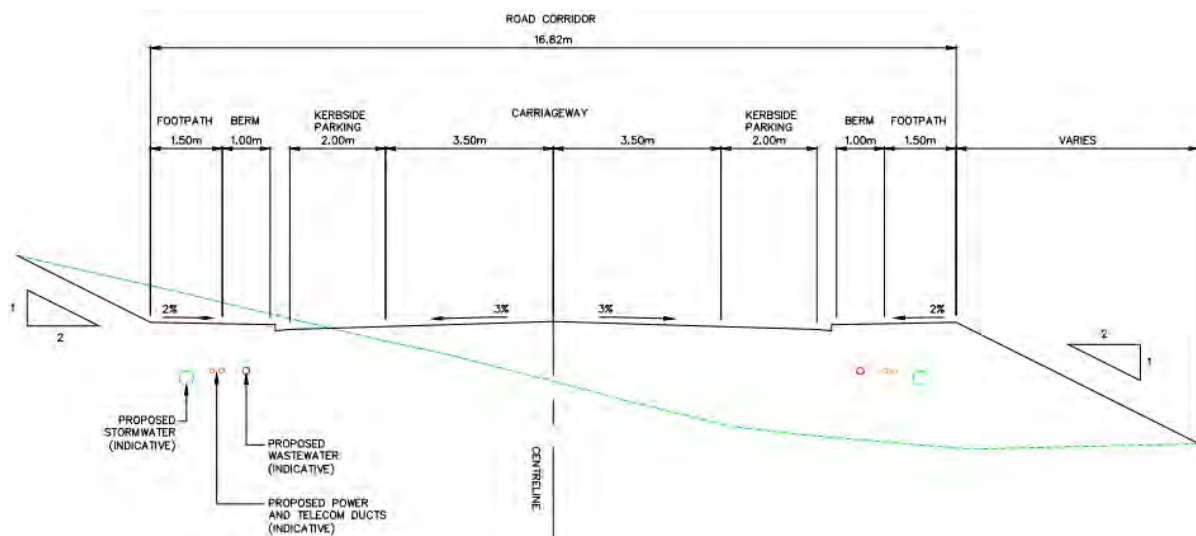 ROAD CORRIDOR
16.82m
FOOTPATH
1.50m
BERM
1.00m
KERBSIDE
PARKING
2.00m
CARRIAGEWAY
3.50m
3.50m
KERBSIDE
PARKING
2.00m
BERM
1.00m
FOOTPATH
1.50m
VARIES
2%
3%
3%
2%
1
2
2
1
PROPOSED
STORMWATER
(INDICATIVE)
PROPOSED
WASTEWATER
(INDICATIVE)
PROPOSED POWER
AND TELECOM DUCTS
(INDICATIVE)
CENTRELINE